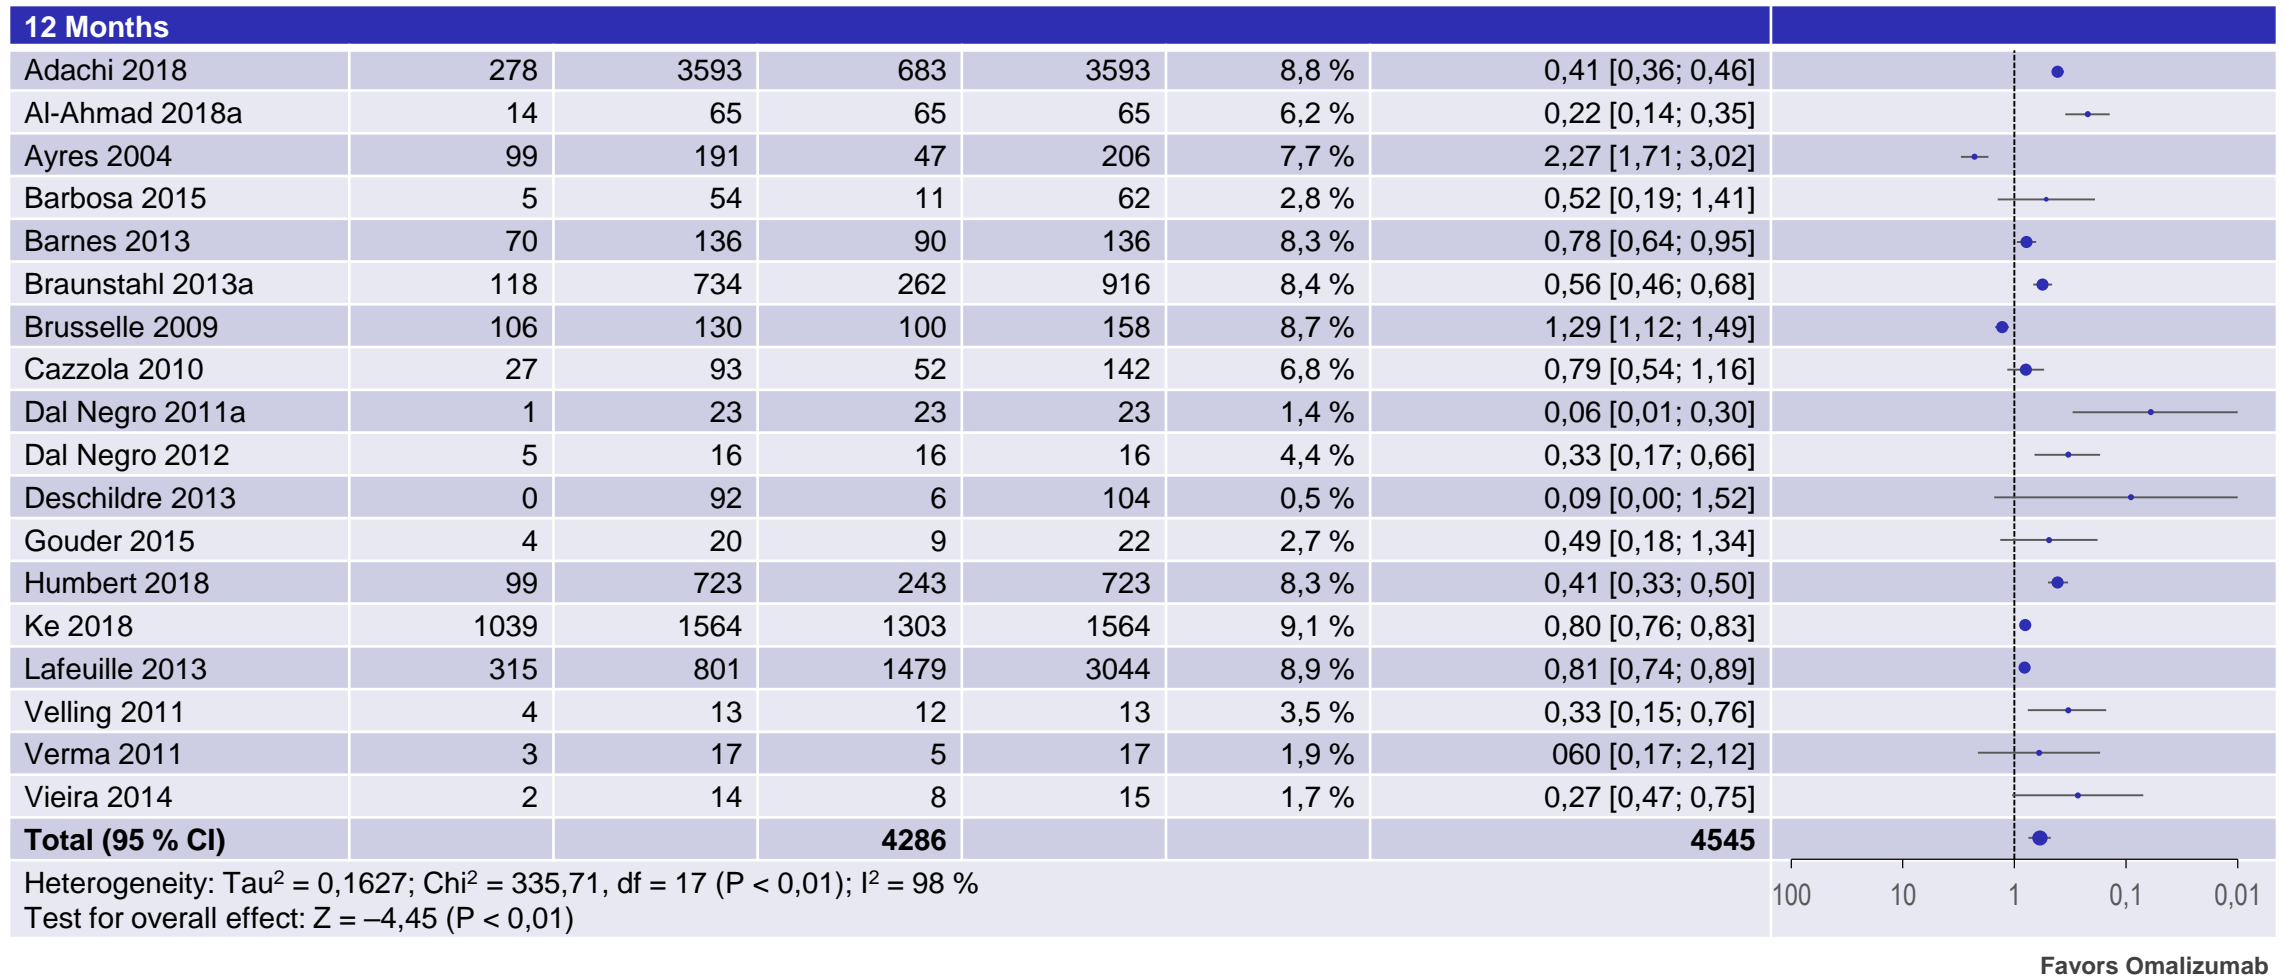 12 Months
Adachi 2018 278 3593 683 3593 8,8 % 0,41 [0,36; 0,46]
Al-Ahmad 2018a 14 65 65 65 6,2 % 0,22 [0,14; 0,35]
Ayres 2004 99 191 47 206 7,7 % 2,27 [1,71; 3,02]
Barbosa 2015 5 54 11 62 2,8 % 0,52 [0,19; 1,41]
Barnes 2013 70 136 90 136 8,3 % 0,78 [0,64; 0,95]
Braunstahl 2013a 118 734 262 916 8,4 % 0,56 [0,46; 0,68]
Brusselle 2009 106 130 100 158 8,7 % 1,29 [1,12; 1,49]
Cazzola 2010 27 93 52 142 6,8 % 0,79 [0,54; 1,16]
Dal Negro 2011a 1 23 23 23 1,4 % 0,06 [0,01; 0,30]
Dal Negro 2012 5 16 16 16 4,4 % 0,33 [0,17; 0,66]
Deschildre 2013 0 92 6 104 0,5 % 0,09 [0,00; 1,52]
Gouder 2015 4 20 9 22 2,7 % 0,49 [0,18; 1,34]
Humbert 2018 99 723 243 723 8,3 % 0,41 [0,33; 0,50]
Ke 2018 1039 1564 1303 1564 9,1 % 0,80 [0,76; 0,83]
Lafeuille 2013 315 801 1479 3044 8,9 % 0,81 [0,74; 0,89]
Velling 2011 4 13 12 13 3,5 % 0,33 [0,15; 0,76]
Verma 2011 3 17 5 17 1,9 % 060 [0,17; 2,12]
Vieira 2014 2 14 8 15 1,7 % 0,27 [0,47; 0,75]
Total (95 % CI) 4286 4545
Heterogeneity: Tau² = 0,1627; Chi² = 335,71, df = 17 (P < 0,01); I² = 98 %
Test for overall effect: Z = –4,45 (P < 0,01)
100 10 1 0,1 0,01
Favors Omalizumab